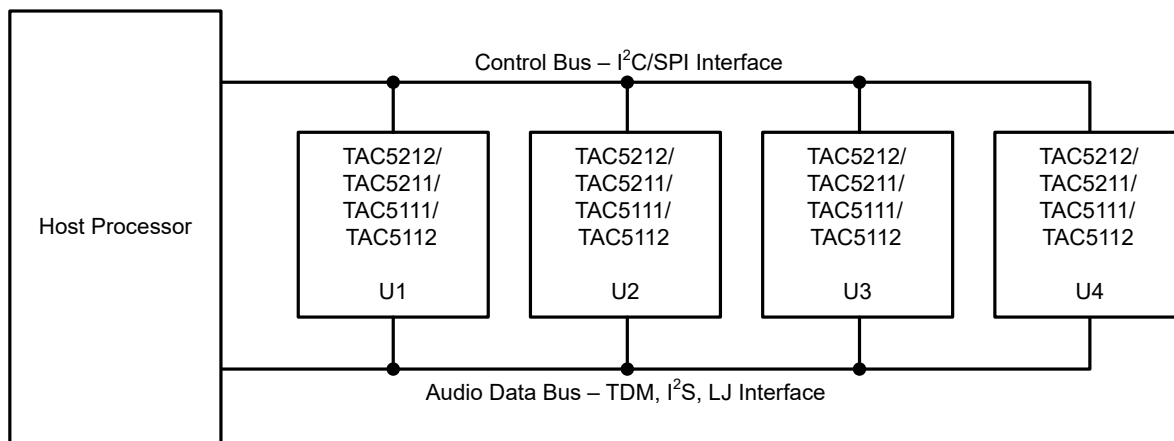 Control Bus – I²C/SPI Interface
Host Processor
TAC5212/
TAC5211/
TAC5111/
TAC5112
U1
TAC5212/
TAC5211/
TAC5111/
TAC5112
U2
TAC5212/
TAC5211/
TAC5111/
TAC5112
U3
TAC5212/
TAC5211/
TAC5111/
TAC5112
U4
Audio Data Bus – TDM, I²S, LJ Interface